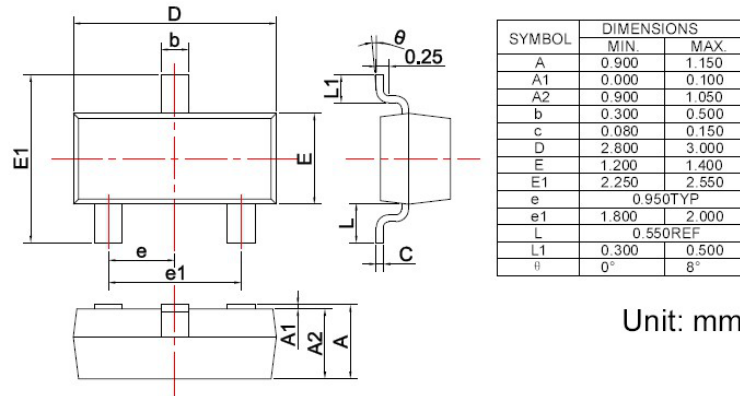 D
b
θ
0.25
L1
E1
E
L
C
e
e1
A1
A2
A
SYMBOL DIMENSIONS
MIN. MAX.
A 0.900 1.150
A1 0.000 0.100
A2 0.900 1.050
b 0.300 0.500
c 0.080 0.150
D 2.800 3.000
E 1.200 1.400
E1 2.250 2.550
e 0.950TYP
e1 1.800 2.000
L 0.550REF
L1 0.300 0.500
θ 0° 8°
Unit: mm